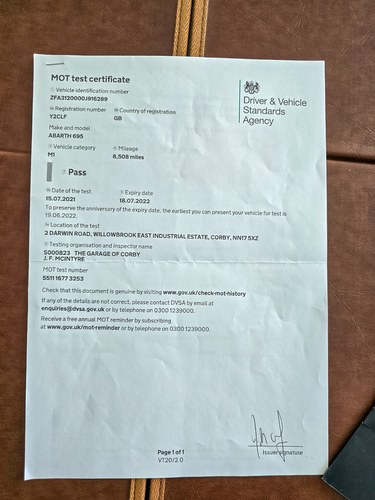 MOT test certificate
Vehicle identification number
ZFA3120000J916289
Registration number
Y2CLF
Country of registration
GB
Make and model
ABARTH 695
Vehicle category
M1
Mileage
8,508 miles
Pass
Date of the test
15.07.2021
Expiry date
18.07.2022
To preserve the anniversary of the expiry date, the earliest you can present your vehicle for test is
19.06.2022.
Location of the test
2 DARWIN ROAD, WILLOWBROOK EAST INDUSTRIAL ESTATE, CORBY, NN17 5XZ
Testing organisation and inspector name
S000823 THE GARAGE OF CORBY
J. F. MCINTYRE
MOT test number
5511 1677 3253
Check that this document is genuine by visiting www.gov.uk/check-mot-history
If any of the details are not correct, please contact DVSA by email at
enquiries@dvsa.gov.uk or by telephone on 0300 1239000.
Receive a free annual MOT reminder by subscribing
at www.gov.uk/mot-reminder or by telephone on 0300 1239000.
Driver & Vehicle
Standards
Agency
Issuer signature
Page 1 of 1
VT20/2.0